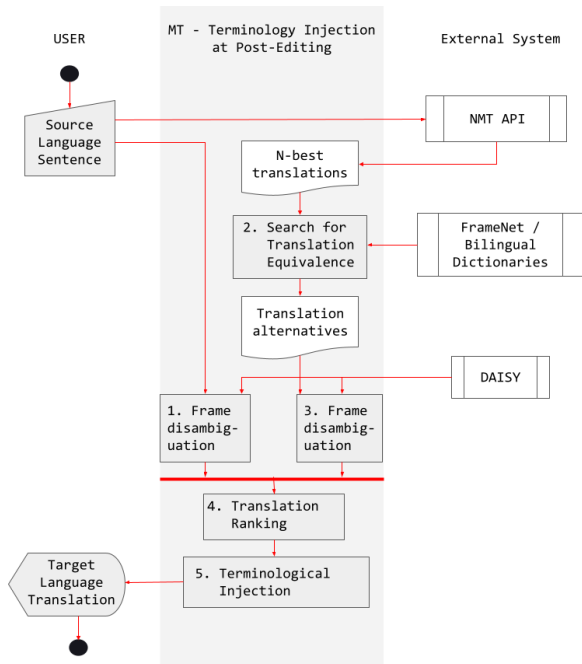 USER
MT - Terminology Injection
at Post-Editing
External System
Source
Language
Sentence
NMT API
N-best
translations
2. Search for
Translation
Equivalence
FrameNet /
Bilingual
Dictionaries
Translation
alternatives
DAISY
1. Frame
disambig-
uation
3. Frame
disambig-
uation
4. Translation
Ranking
5. Terminological
Injection
Target
Language
Translation